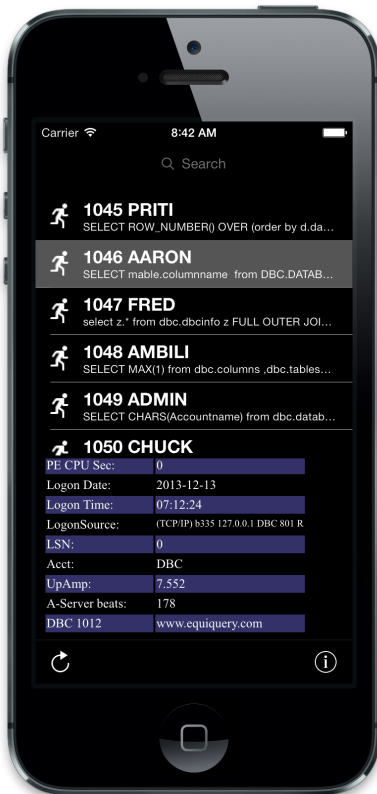 Carrier 8:42 AM
Search
1045 PRITI
SELECT ROW_NUMBER() OVER (order by d.da...
1046 AARON
SELECT mable.columnname from DBC.DATAB...
1047 FRED
select z.* from dbc.dbcinfo z FULL OUTER JOI...
1048 AMBILI
SELECT MAX(1) from dbc.columns ,dbc.tables...
1049 ADMIN
SELECT CHARS(Accountname) from dbc.datab...
1050 CHUCK
PE CPU Sec: 0
Logon Date: 2013-12-13
Logon Time: 07:12:24
LogonSource: (TCP/IP) b335 127.0.0.1 DBC 801 R
LSN: 0
Acct: DBC
UpAmp: 7.552
A-Server beats: 178
DBC 1012 www.equiquery.com